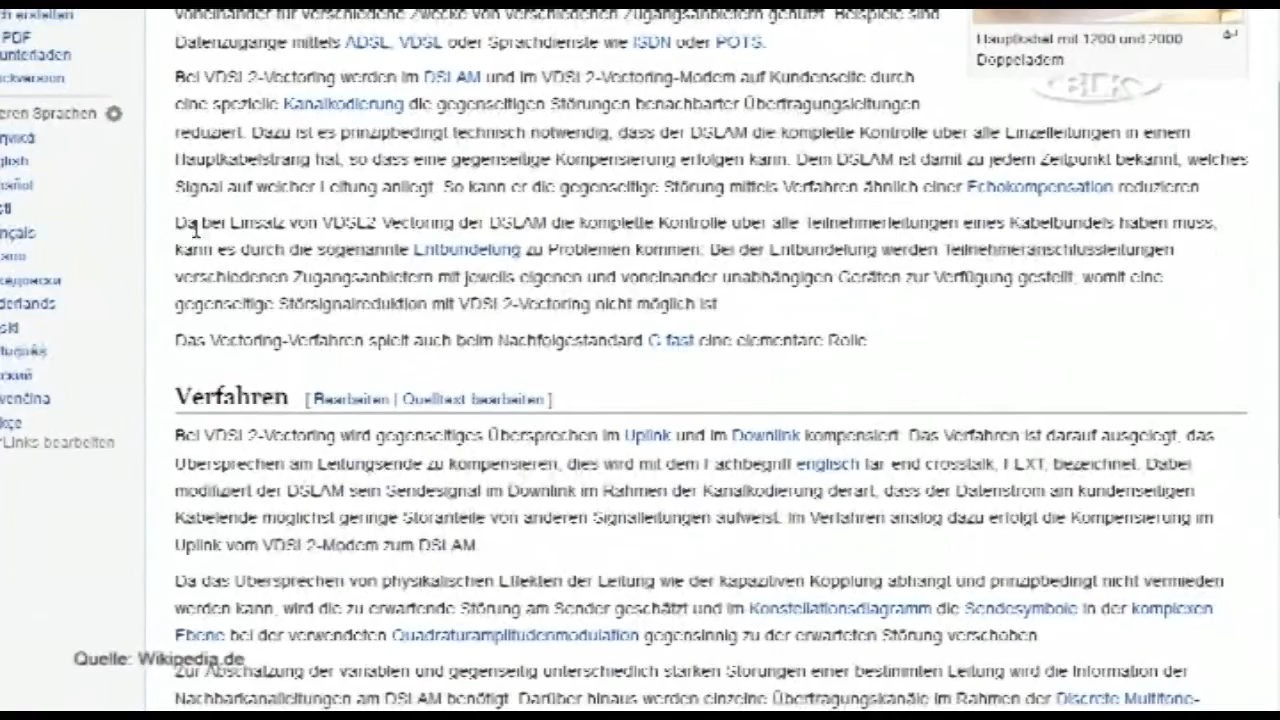 voneinander für verschiedene Zwecke von verschiedenen Zugangsanbietern genutzt. Beispiele sind
Datenzugänge mittels ADSL, VDSL oder Sprachdienste wie ISDN oder POTS.
Hauptkabel mit 1200 und 2000
Doppeladern
Bei VDSL2-Vectoring werden im DSLAM und im VDSL2-Vectoring-Modem auf Kundenseite durch
eine spezielle Kanalkodierung die gegenseitigen Störungen benachbarter Übertragungsleitungen
reduziert. Dazu ist es prinzipbedingt technisch notwendig, dass der DSLAM die komplette Kontrolle über alle Einzelleitungen in einem
Hauptkabelstrang hat, so dass eine gegenseitige Kompensierung erfolgen kann. Dem DSLAM ist damit zu jedem Zeitpunkt bekannt, welches
Signal auf welcher Leitung anliegt. So kann er die gegenseitige Störung mittels Verfahren ähnlich einer Echokompensation reduzieren.
Da bei Einsatz von VDSL2-Vectoring der DSLAM die komplette Kontrolle über alle Teilnehmerleitungen eines Kabelbündels haben muss,
kann es durch die sogenannte Entbündelung zu Problemen kommen: Bei der Entbündelung werden Teilnehmeranschlussleitungen
verschiedenen Zugangsanbietern mit jeweils eigenen und voneinander unabhängigen Geräten zur Verfügung gestellt, womit eine
gegenseitige Störsignalreduktion mit VDSL2-Vectoring nicht möglich ist.
Das Vectoring-Verfahren spielt auch beim Nachfolgestandard G.fast eine elementare Rolle.
Verfahren [ Bearbeiten | Quelltext bearbeiten ]
Bei VDSL2-Vectoring wird gegenseitiges Übersprechen im Uplink und im Downlink kompensiert. Das Verfahren ist darauf ausgelegt, das
Übersprechen am Leitungsende zu kompensieren, dies wird mit dem Fachbegriff englisch far end crosstalk, FEXT, bezeichnet. Dabei
modifiziert der DSLAM sein Sendesignal im Downlink im Rahmen der Kanalkodierung derart, dass der Datenstrom am kundenseitigen
Kabelende möglichst geringe Störanteile von anderen Signalleitungen aufweist. Im Verfahren analog dazu erfolgt die Kompensierung im
Uplink vom VDSL2-Modem zum DSLAM.
Da das Übersprechen von physikalischen Effekten der Leitung wie der kapazitiven Kopplung abhängt und prinzipbedingt nicht vermieden
werden kann, wird die zu erwartende Störung am Sender geschätzt und im Konstellationsdiagramm die Sendesymbole in der komplexen
Ebene bei der verwendeten Quadraturamplitudenmodulation gegensinnig zu der erwarteten Störung verschoben.
Zur Abschätzung der variablen und gegenseitig unterschiedlich starken Störungen einer bestimmten Leitung wird die Information der
Nachbarkanalleitungen am DSLAM benötigt. Darüber hinaus werden einzelne Übertragungskanäle im Rahmen der Discrete Multitone-
ch erstellen
PDF
unterladen
ckversion
eren Sprachen
glish
nçais
derlands
venčina
Links bearbeiten
Quelle: Wikipedia.de